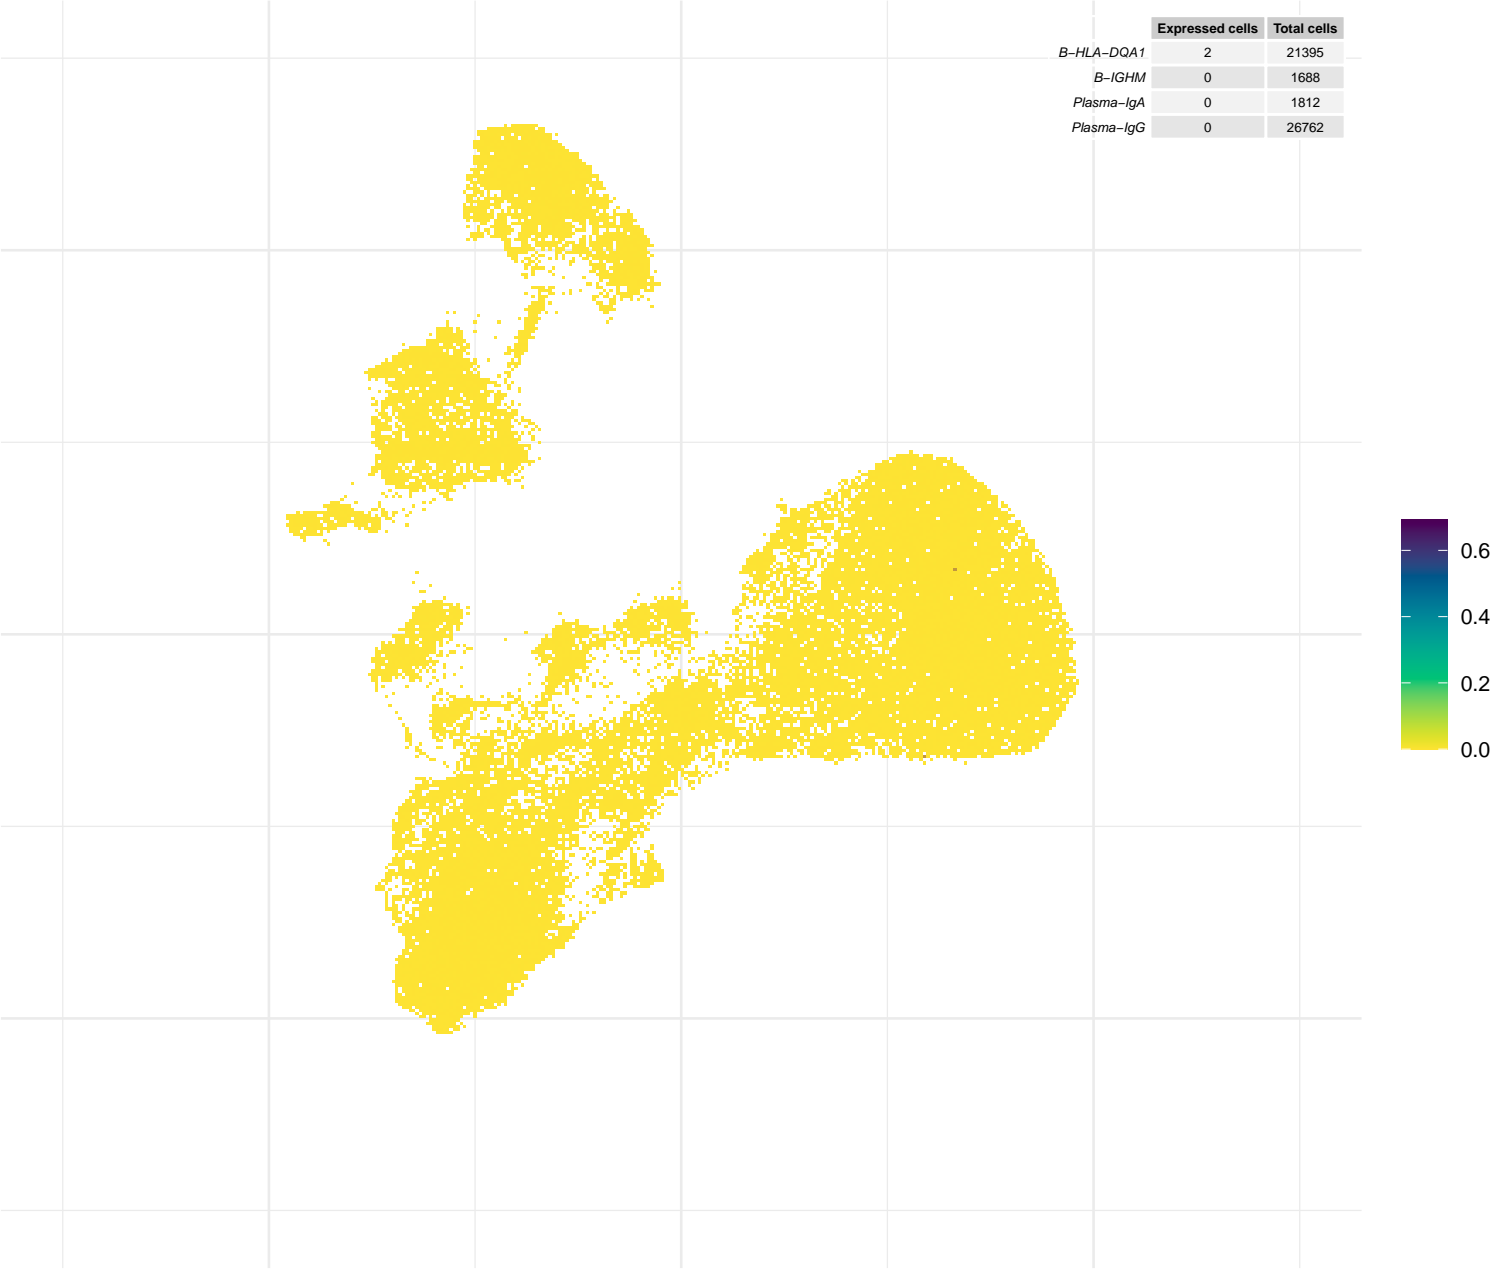 Expressed cells Total cells
B−HLA−DQA1 2 21395
B−IGHM 0 1688
Plasma−IgA 0 1812
Plasma−IgG 0 26762
0.6
0.4
0.2
0.0